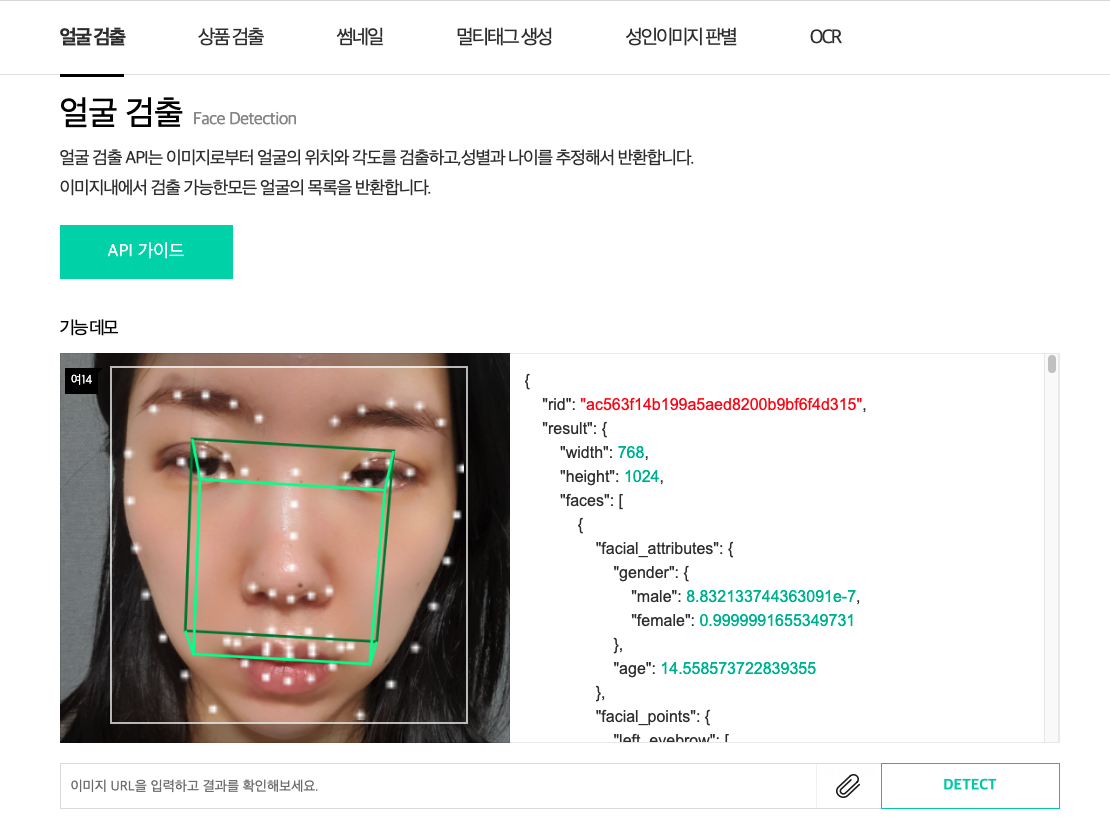 얼굴 검출 상품 검출 썸네일 멀티태그 생성 성인이미지 판별 OCR
얼굴 검출 Face Detection
얼굴 검출 API는 이미지로부터 얼굴의 위치와 각도를 검출하고,성별과 나이를 추정해서 반환합니다.
이미지내에서 검출 가능한모든 얼굴의 목록을 반환합니다.
API 가이드
기능데모
여14
{
"rid": "ac563f14b199a5aed8200b9bf6f4d315",
"result": {
"width": 768,
"height": 1024,
"faces": [
{
"facial_attributes": {
"gender": {
"male": 8.832133744363091e-7,
"female": 0.9999991655349731
},
"age": 14.558573722839355
},
"facial_points": {
"left_eyebrow": [
이미지 URL을 입력하고 결과를 확인해보세요.
DETECT